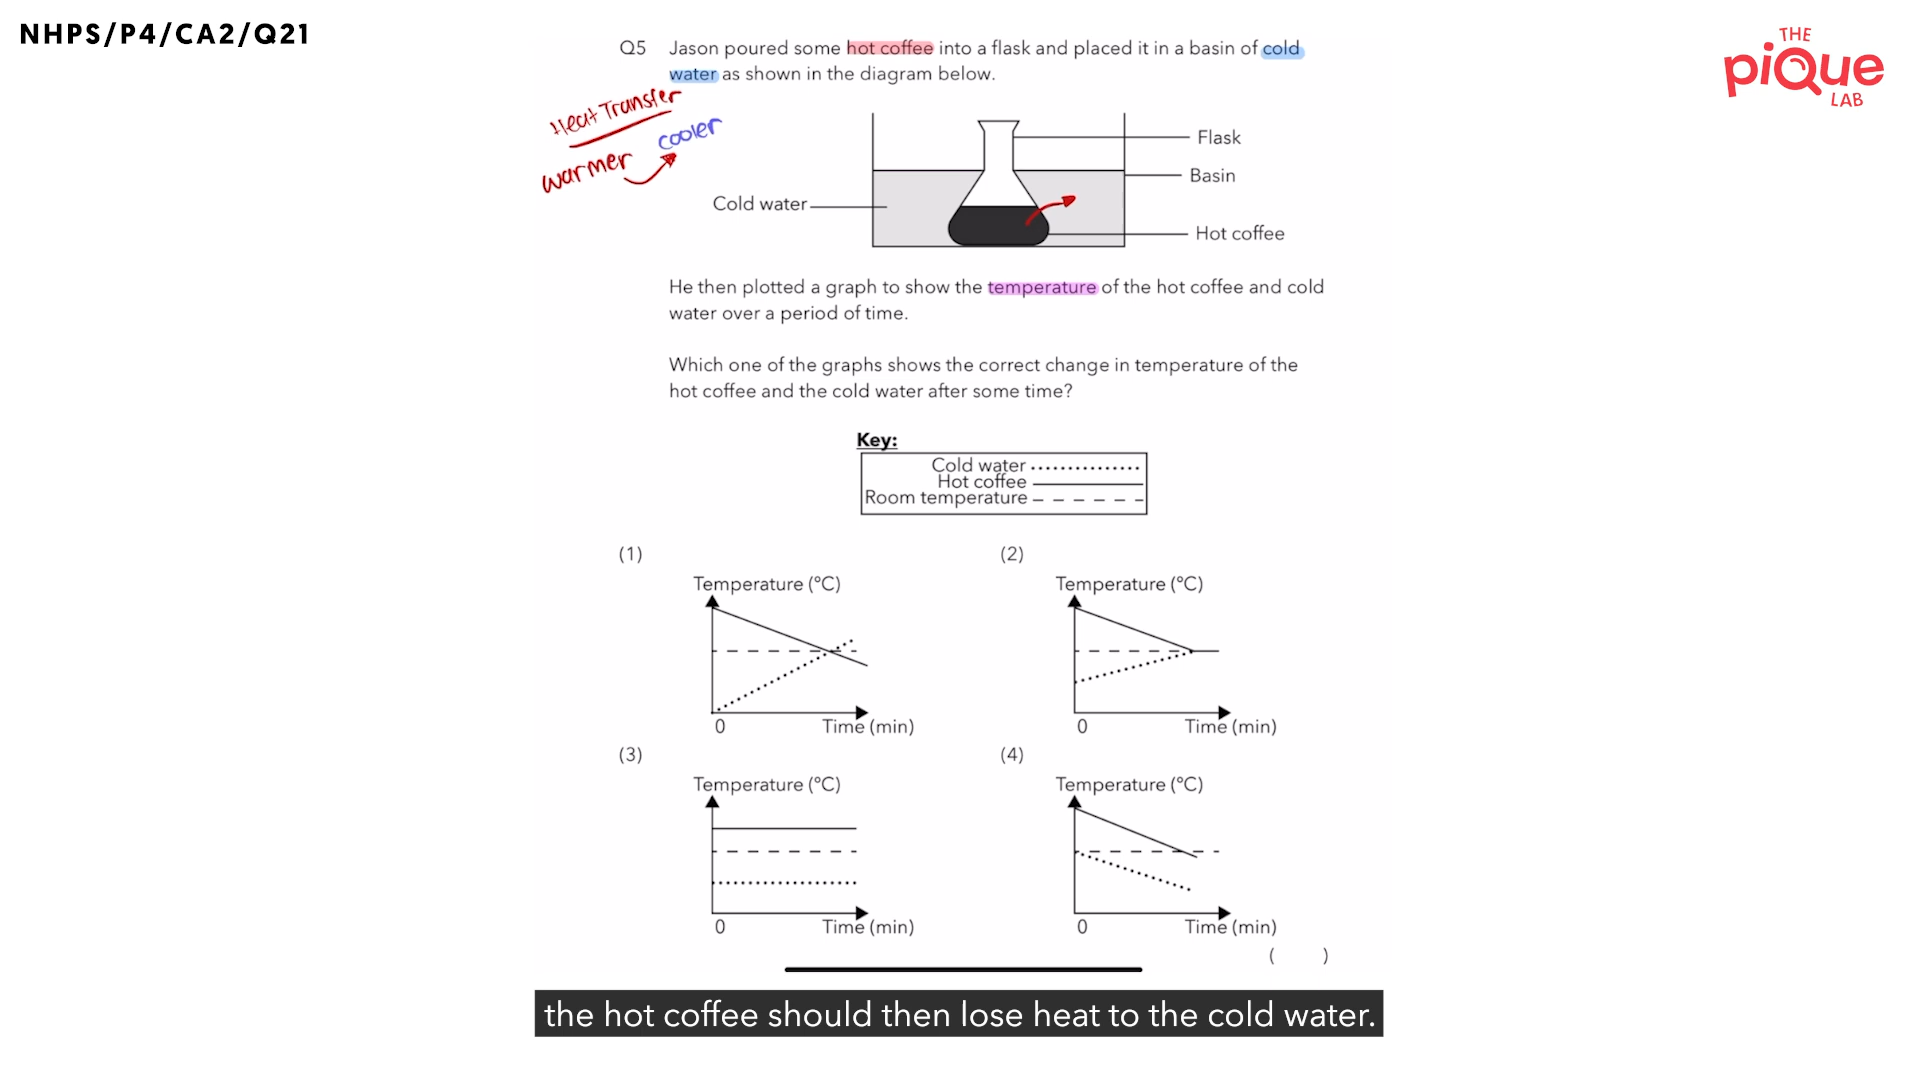 NHPS/P4/CA2/Q21
THE
piQue
LAB
Q5 Jason poured some hot coffee into a flask and placed it in a basin of cold
water as shown in the diagram below.
Heat Transfer
warmer
cooler
Flask
Basin
Cold water
Hot coffee
He then plotted a graph to show the temperature of the hot coffee and cold
water over a period of time.
Which one of the graphs shows the correct change in temperature of the
hot coffee and the cold water after some time?
Key:
Cold water
Hot coffee
Room temperature
(1)
Temperature (°C)
0
Time (min)
(2)
Temperature (°C)
0
Time (min)
(3)
Temperature (°C)
0
Time (min)
(4)
Temperature (°C)
0
Time (min)
( )
the hot coffee should then lose heat to the cold water.